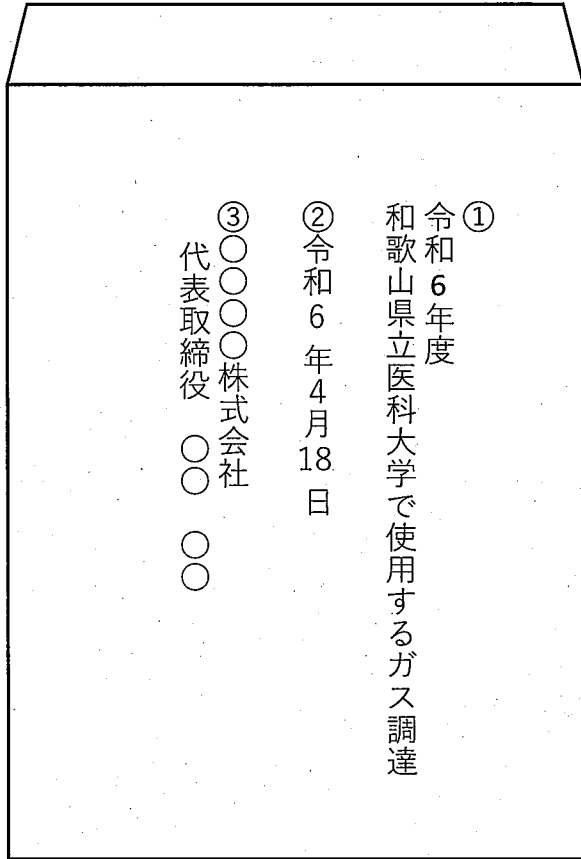 ①
令和6年度
和歌山県立医科大学で使用するガス調達
②令和6年4月18日
③〇〇〇〇株式会社
代表取締役 〇〇 〇〇